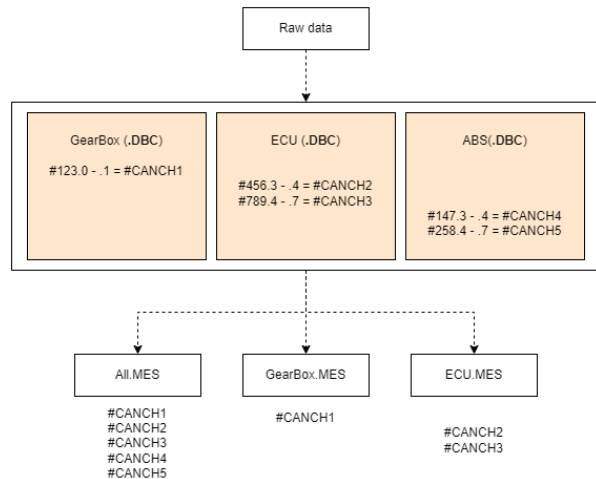 Raw data
GearBox (.DBC)
#123.0 - .1 = #CANCH1
ECU (.DBC)
#456.3 - .4 = #CANCH2
#789.4 - .7 = #CANCH3
ABS(.DBC)
#147.3 - .4 = #CANCH4
#258.4 - .7 = #CANCH5
All.MES
#CANCH1
#CANCH2
#CANCH3
#CANCH4
#CANCH5
GearBox.MES
#CANCH1
ECU.MES
#CANCH2
#CANCH3